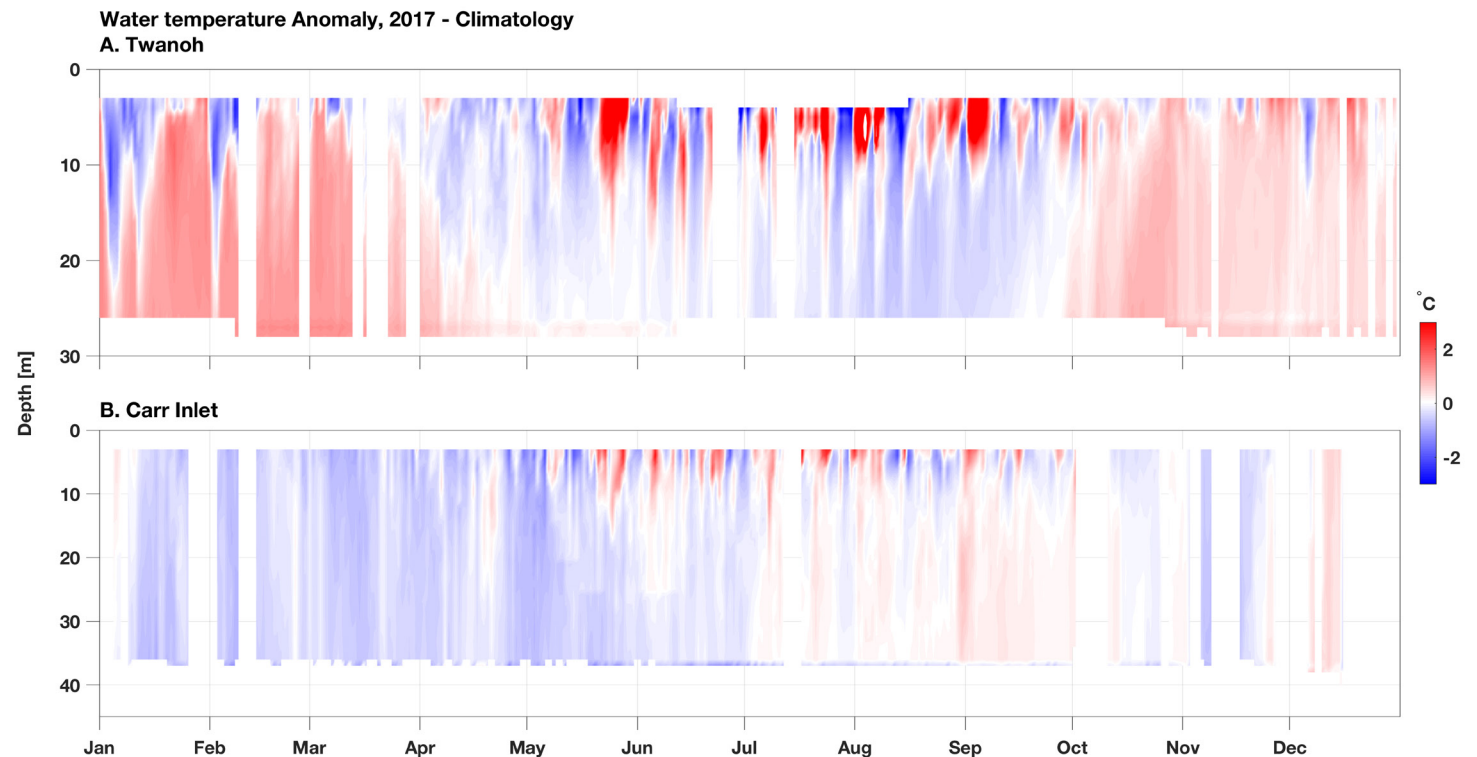 Water temperature Anomaly, 2017 - Climatology
A. Twanoh
0
10
20
30
Depth [m]
°C
2
0
-2
B. Carr Inlet
0
10
20
30
40
Jan Feb Mar Apr May Jun Jul Aug Sep Oct Nov Dec